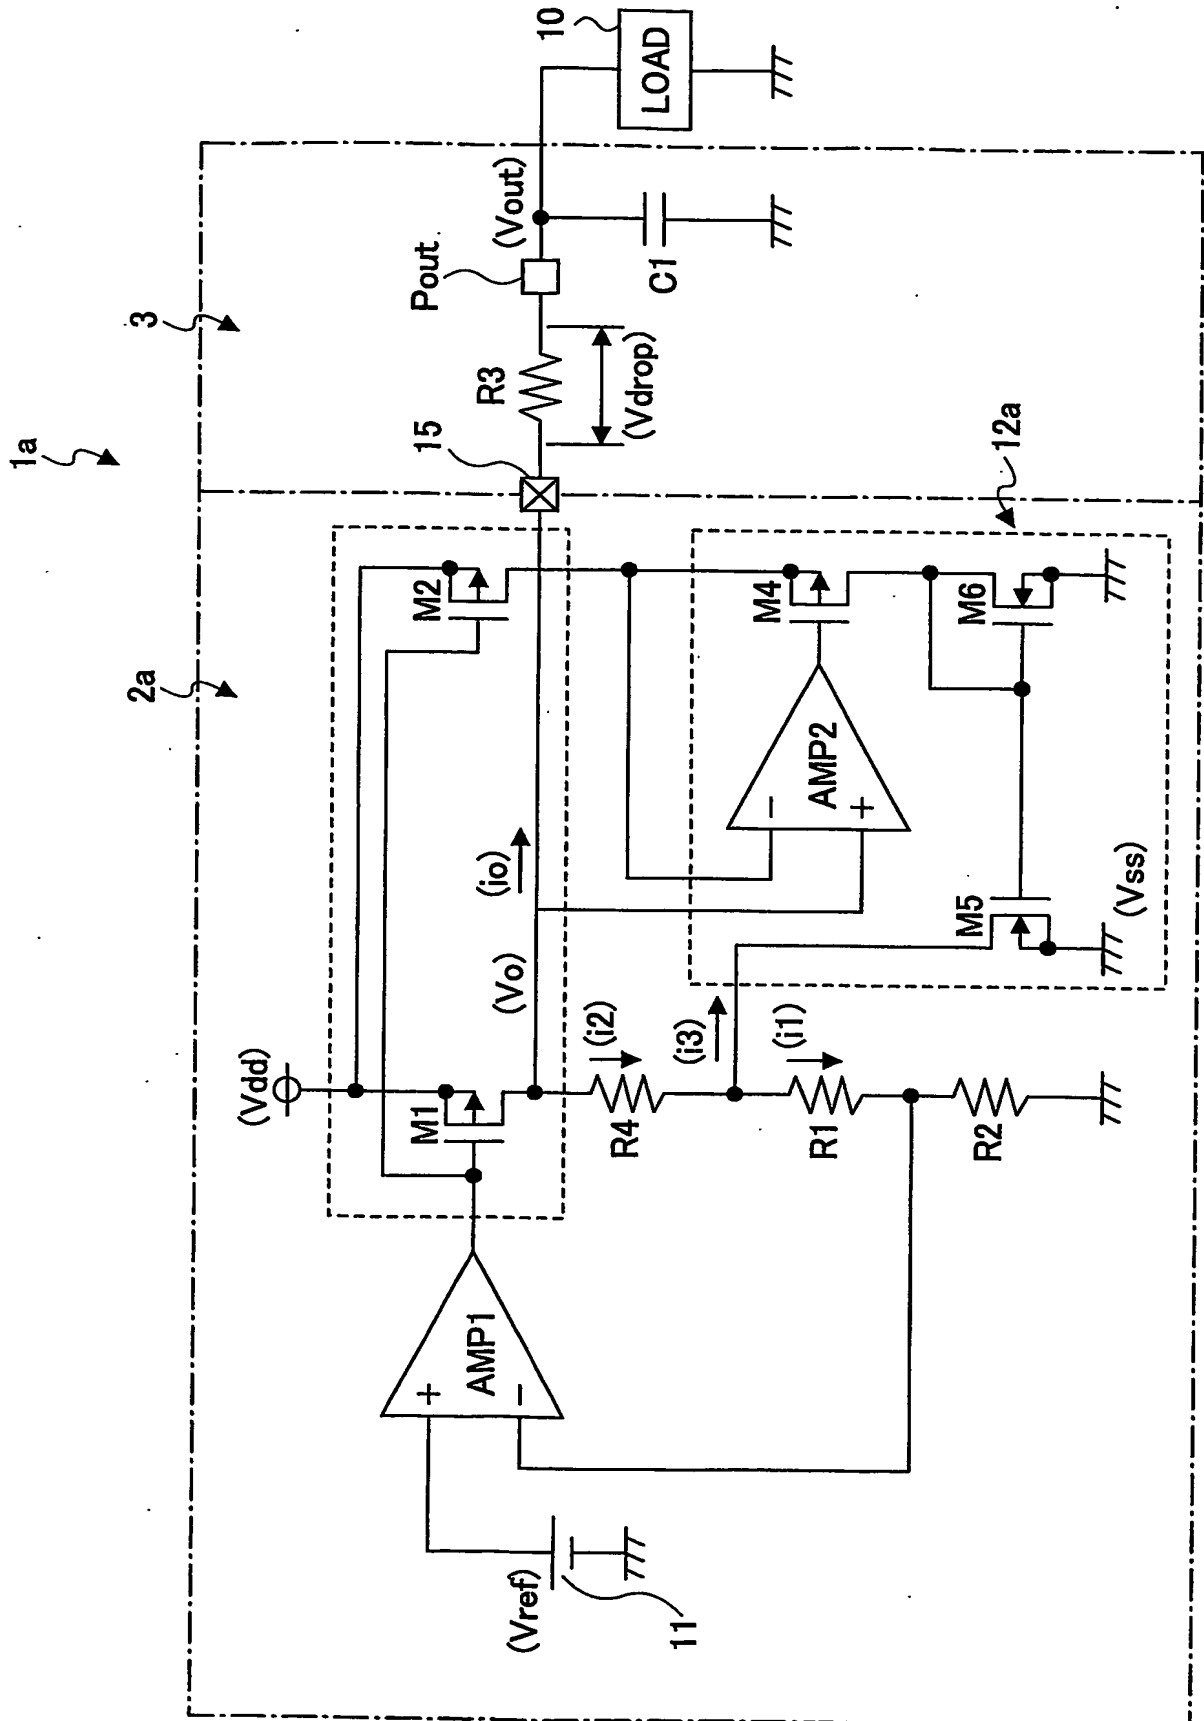 1a
2a
3
(Vdd)
M1
M2
15
R3
(Vdrop)
Pout
(Vout)
C1
10
LOAD
(Vo)
(io)
AMP1
+
-
(Vref)
11
R4
(i2)
(i3)
R1
(i1)
R2
12a
AMP2
-
+
M4
M5
M6
(Vss)